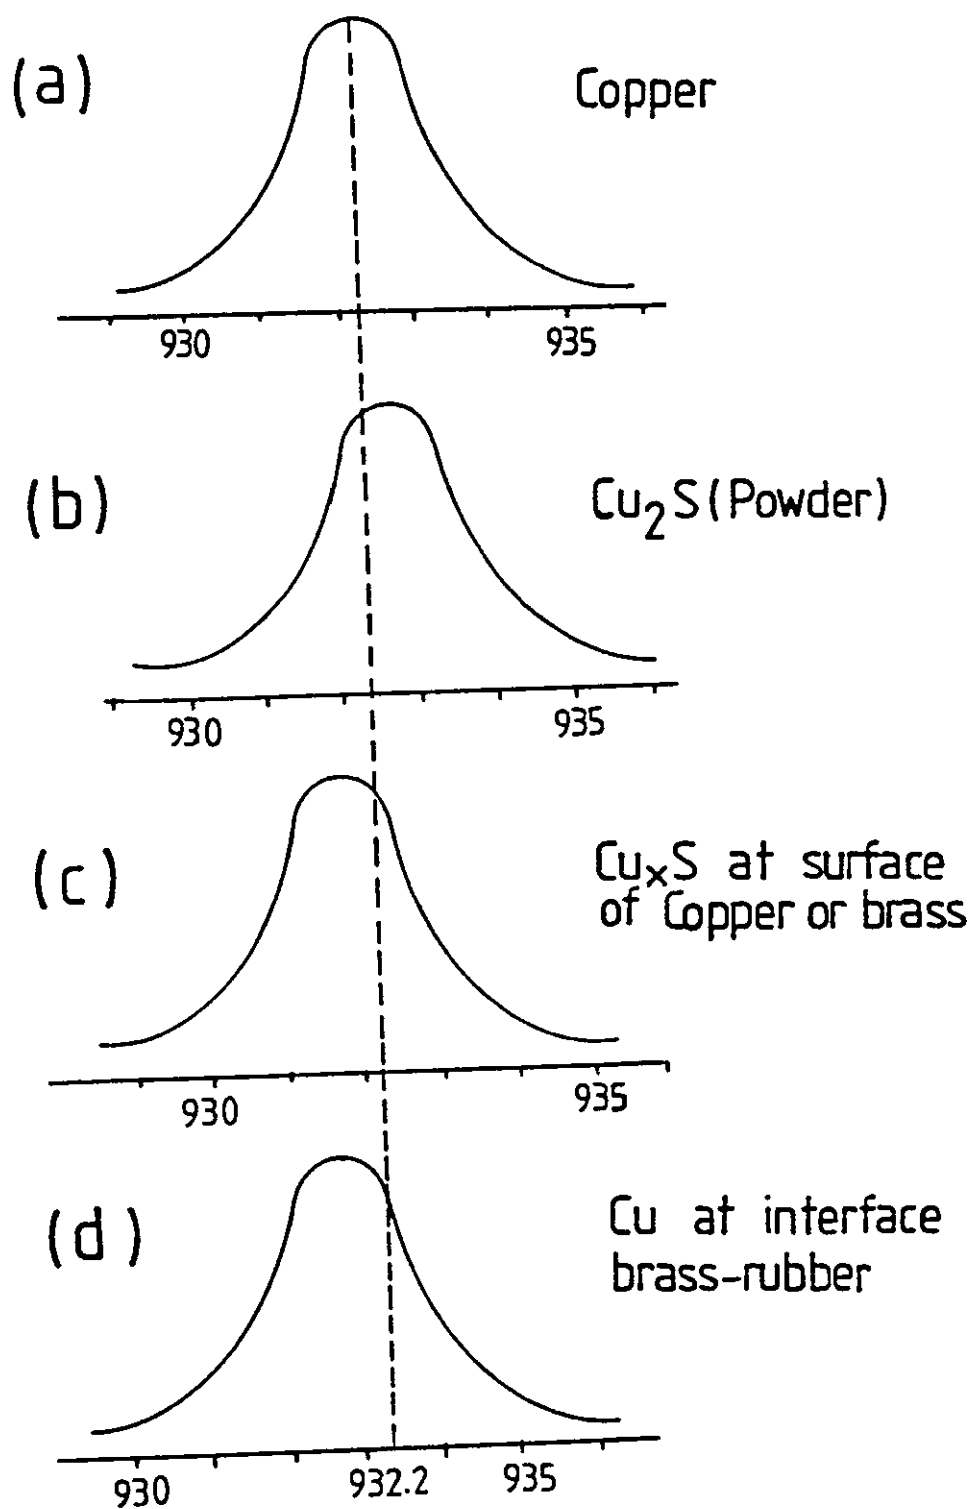 (a)
Copper
930
935
(b)
Cu₂S (Powder)
930
935
(c)
CuₓS at surface
of Copper or brass
930
935
(d)
Cu at interface
brass-rubber
930
932.2
935